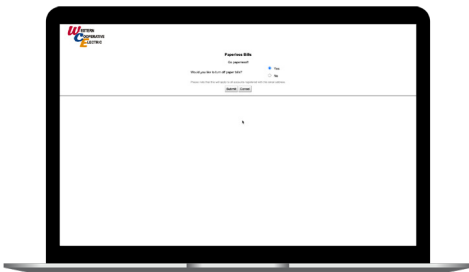 WESTERN
COOPERATIVE
ELECTRIC
Paperless Bills
Go paperless!!
Would you like to turn off paper bills?
Yes
No
Submit Cancel